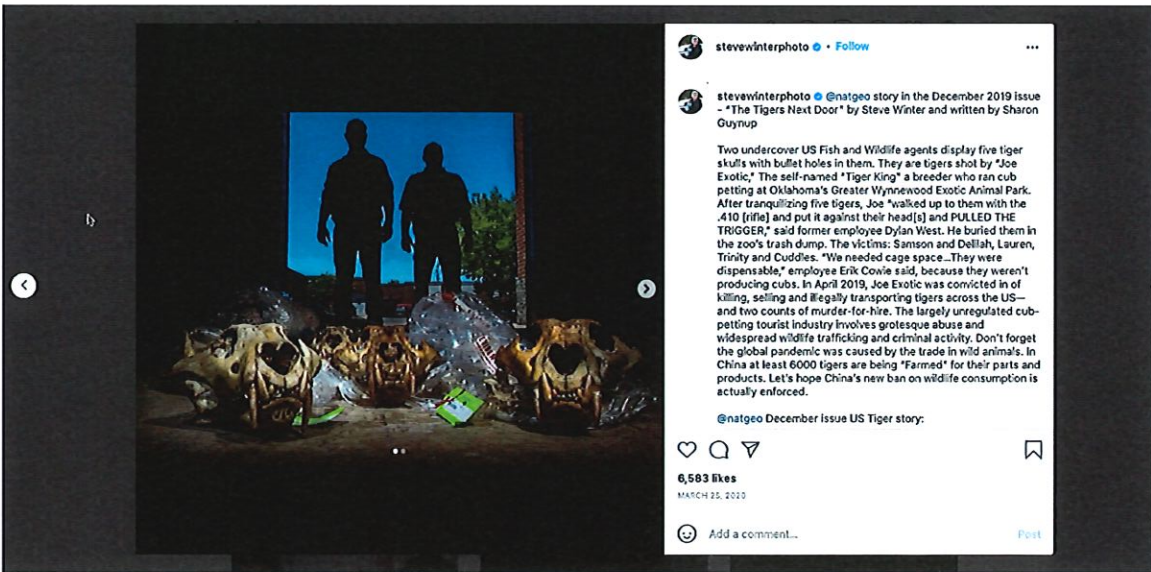 stevewinterphoto • Follow
stevewinterphoto @natgeo story in the December 2019 issue
- "The Tigers Next Door" by Steve Winter and written by Sharon
Guynup
Two undercover US Fish and Wildlife agents display five tiger
skulls with bullet holes in them. They are tigers shot by "Joe
Exotic," The self-named "Tiger King" a breeder who ran cub
petting at Oklahoma's Greater Wynnewood Exotic Animal Park.
After tranquilizing five tigers, Joe "walked up to them with the
.410 [rifle] and put it against their head[s] and PULLED THE
TRIGGER," said former employee Dylan West. He buried them in
the zoo's trash dump. The victims: Samson and Delilah, Lauren,
Trinity and Cuddles. "We needed cage space...They were
dispensable," employee Erik Cowie said, because they weren't
producing cubs. In April 2019, Joe Exotic was convicted in of
killing, selling and illegally transporting tigers across the US—
and two counts of murder-for-hire. The largely unregulated cub-
petting tourist industry involves grotesque abuse and
widespread wildlife trafficking and criminal activity. Don't forget
the global pandemic was caused by the trade in wild animals. In
China at least 6000 tigers are being "Farmed" for their parts and
products. Let's hope China's new ban on wildlife consumption is
actually enforced.
@natgeo December issue US Tiger story:
6,583 likes
MARCH 25, 2020
Add a comment...
Post